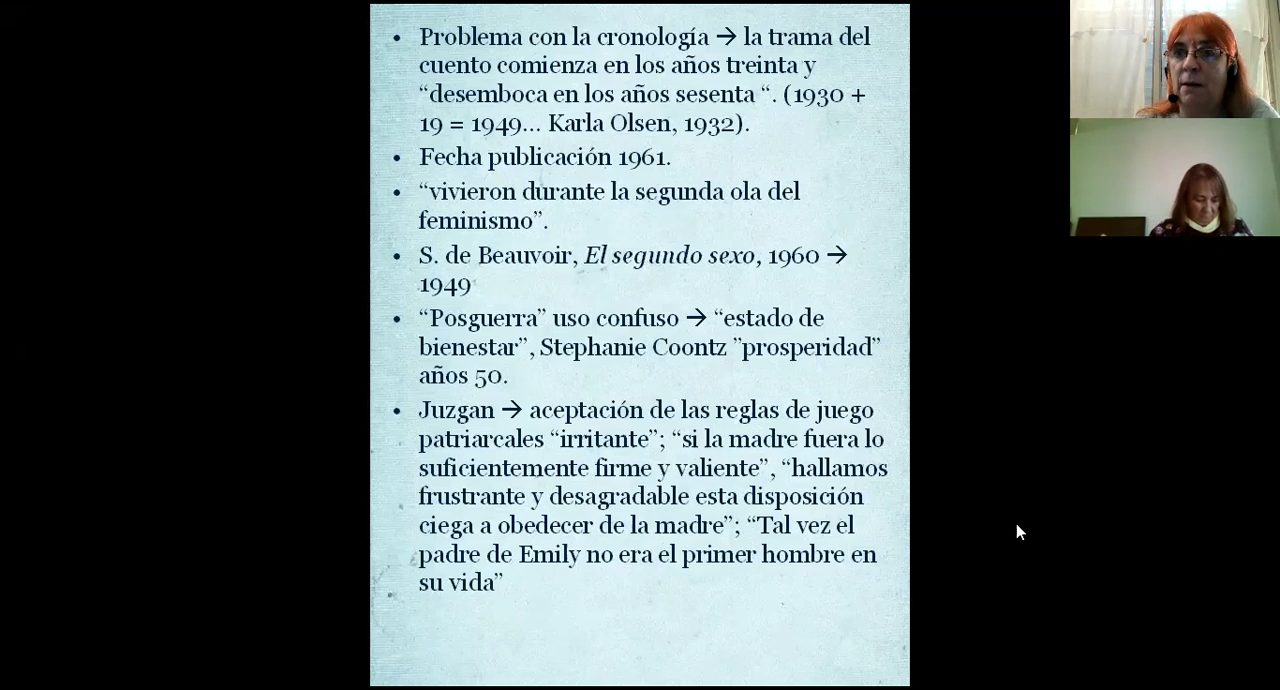 • Problema con la cronología → la trama del
cuento comienza en los años treinta y
“desemboca en los años sesenta “. (1930 +
19 = 1949... Karla Olsen, 1932).
• Fecha publicación 1961.
• “vivieron durante la segunda ola del
feminismo”.
• S. de Beauvoir, El segundo sexo, 1960 →
1949
• “Posguerra” uso confuso → “estado de
bienestar”, Stephanie Coontz ”prosperidad”
años 50.
• Juzgan → aceptación de las reglas de juego
patriarcales “irritante”; “si la madre fuera lo
suficientemente firme y valiente”, “hallamos
frustrante y desagradable esta disposición
ciega a obedecer de la madre”; “Tal vez el
padre de Emily no era el primer hombre en
su vida”